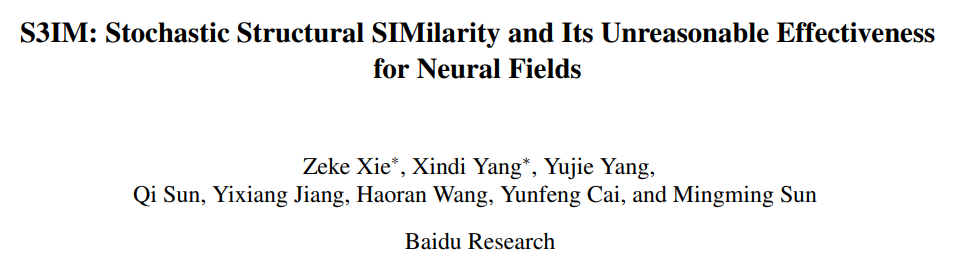 S3IM: Stochastic Structural SIMilarity and Its Unreasonable Effectiveness
for Neural Fields
Zeke Xie*, Xindi Yang*, Yujie Yang,
Qi Sun, Yixiang Jiang, Haoran Wang, Yunfeng Cai, and Mingming Sun
Baidu Research